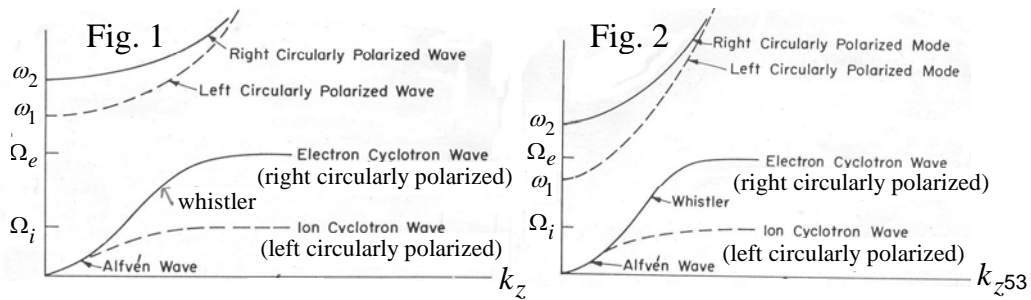 Fig. 1
Right Circularly Polarized Wave
ω2
Left Circularly Polarized Wave
ω1
Ωe
Electron Cyclotron Wave
(right circularly polarized)
whistler
Ωi
Ion Cyclotron Wave
(left circularly polarized)
Alfvén Wave
kz
Fig. 2
Right Circularly Polarized Mode
Left Circularly Polarized Mode
ω2
Ωe
Electron Cyclotron Wave
ω1
(right circularly polarized)
Whistler
Ωi
Ion Cyclotron Wave
(left circularly polarized)
Alfvén Wave
kz
53